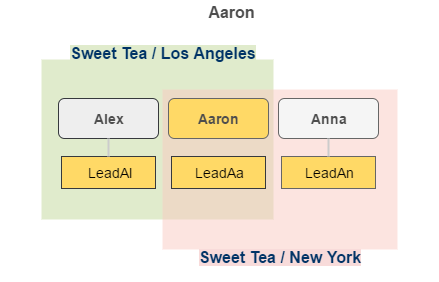 Aaron
Sweet Tea / Los Angeles
Alex
Aaron
Anna
LeadAl
LeadAa
LeadAn
Sweet Tea / New York